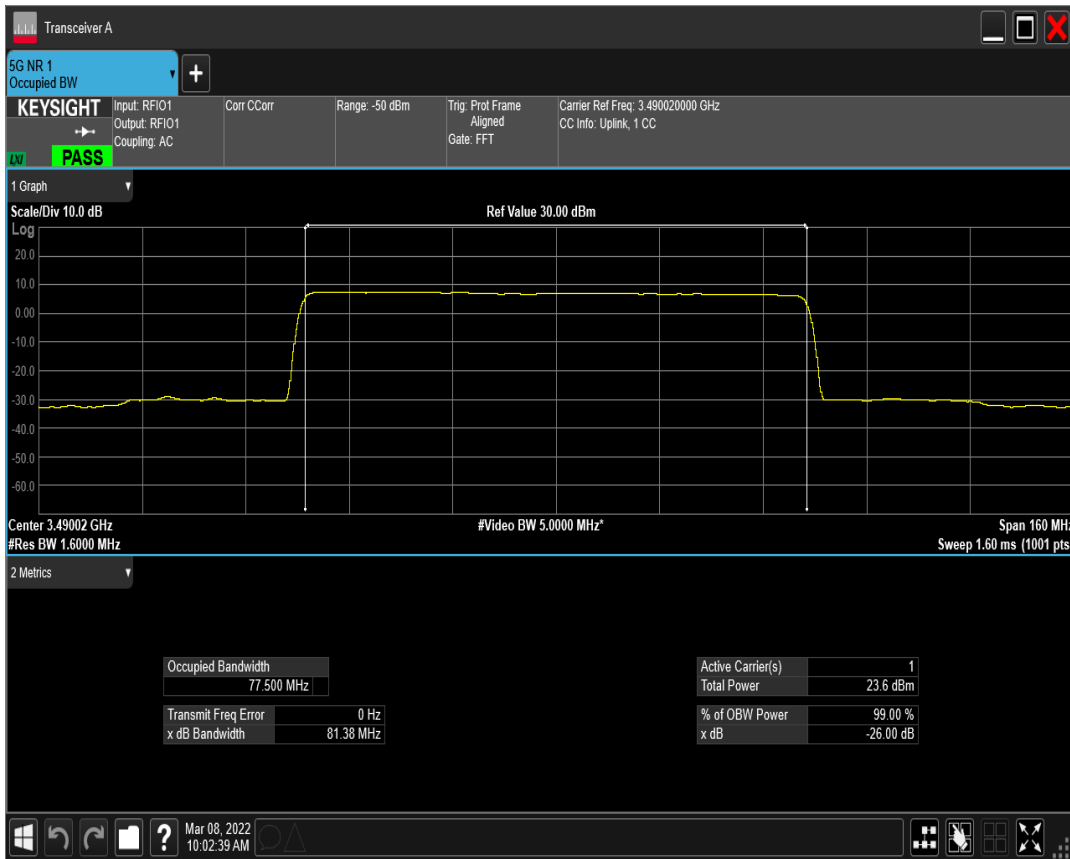 Transceiver A
5G NR 1
Occupied BW
+
KEYSIGHT
LXI
PASS
Input: RFIO1
Output: RFIO1
Coupling: AC
Corr CCorr
Range: -50 dBm
Trig: Prot Frame
Aligned
Gate: FFT
Carrier Ref Freq: 3.490020000 GHz
CC Info: Uplink, 1 CC
1 Graph
Scale/Div 10.0 dB
Ref Value 30.00 dBm
Log
20.0
10.0
0.00
-10.0
-20.0
-30.0
-40.0
-50.0
-60.0
Center 3.49002 GHz
#Video BW 5.0000 MHz*
Span 160 MHz
#Res BW 1.6000 MHz
Sweep 1.60 ms (1001 pts
2 Metrics
Occupied Bandwidth
77.500 MHz
Transmit Freq Error 0 Hz
x dB Bandwidth 81.38 MHz
Active Carrier(s) 1
Total Power 23.6 dBm
% of OBW Power 99.00 %
x dB -26.00 dB
?
Mar 08, 2022
10:02:39 AM